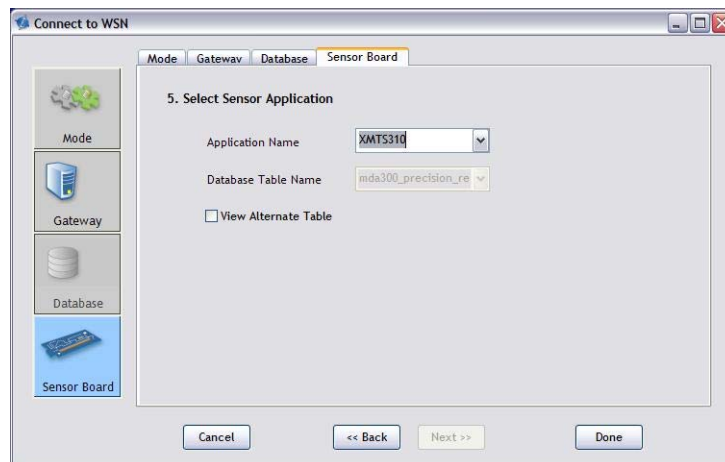 Connect to WSN
Mode Gateway Database Sensor Board
Mode
Gateway
Database
Sensor Board
5. Select Sensor Application
Application Name XMTS310
Database Table Name mda300_precision_re
View Alternate Table
Cancel << Back Next >> Done